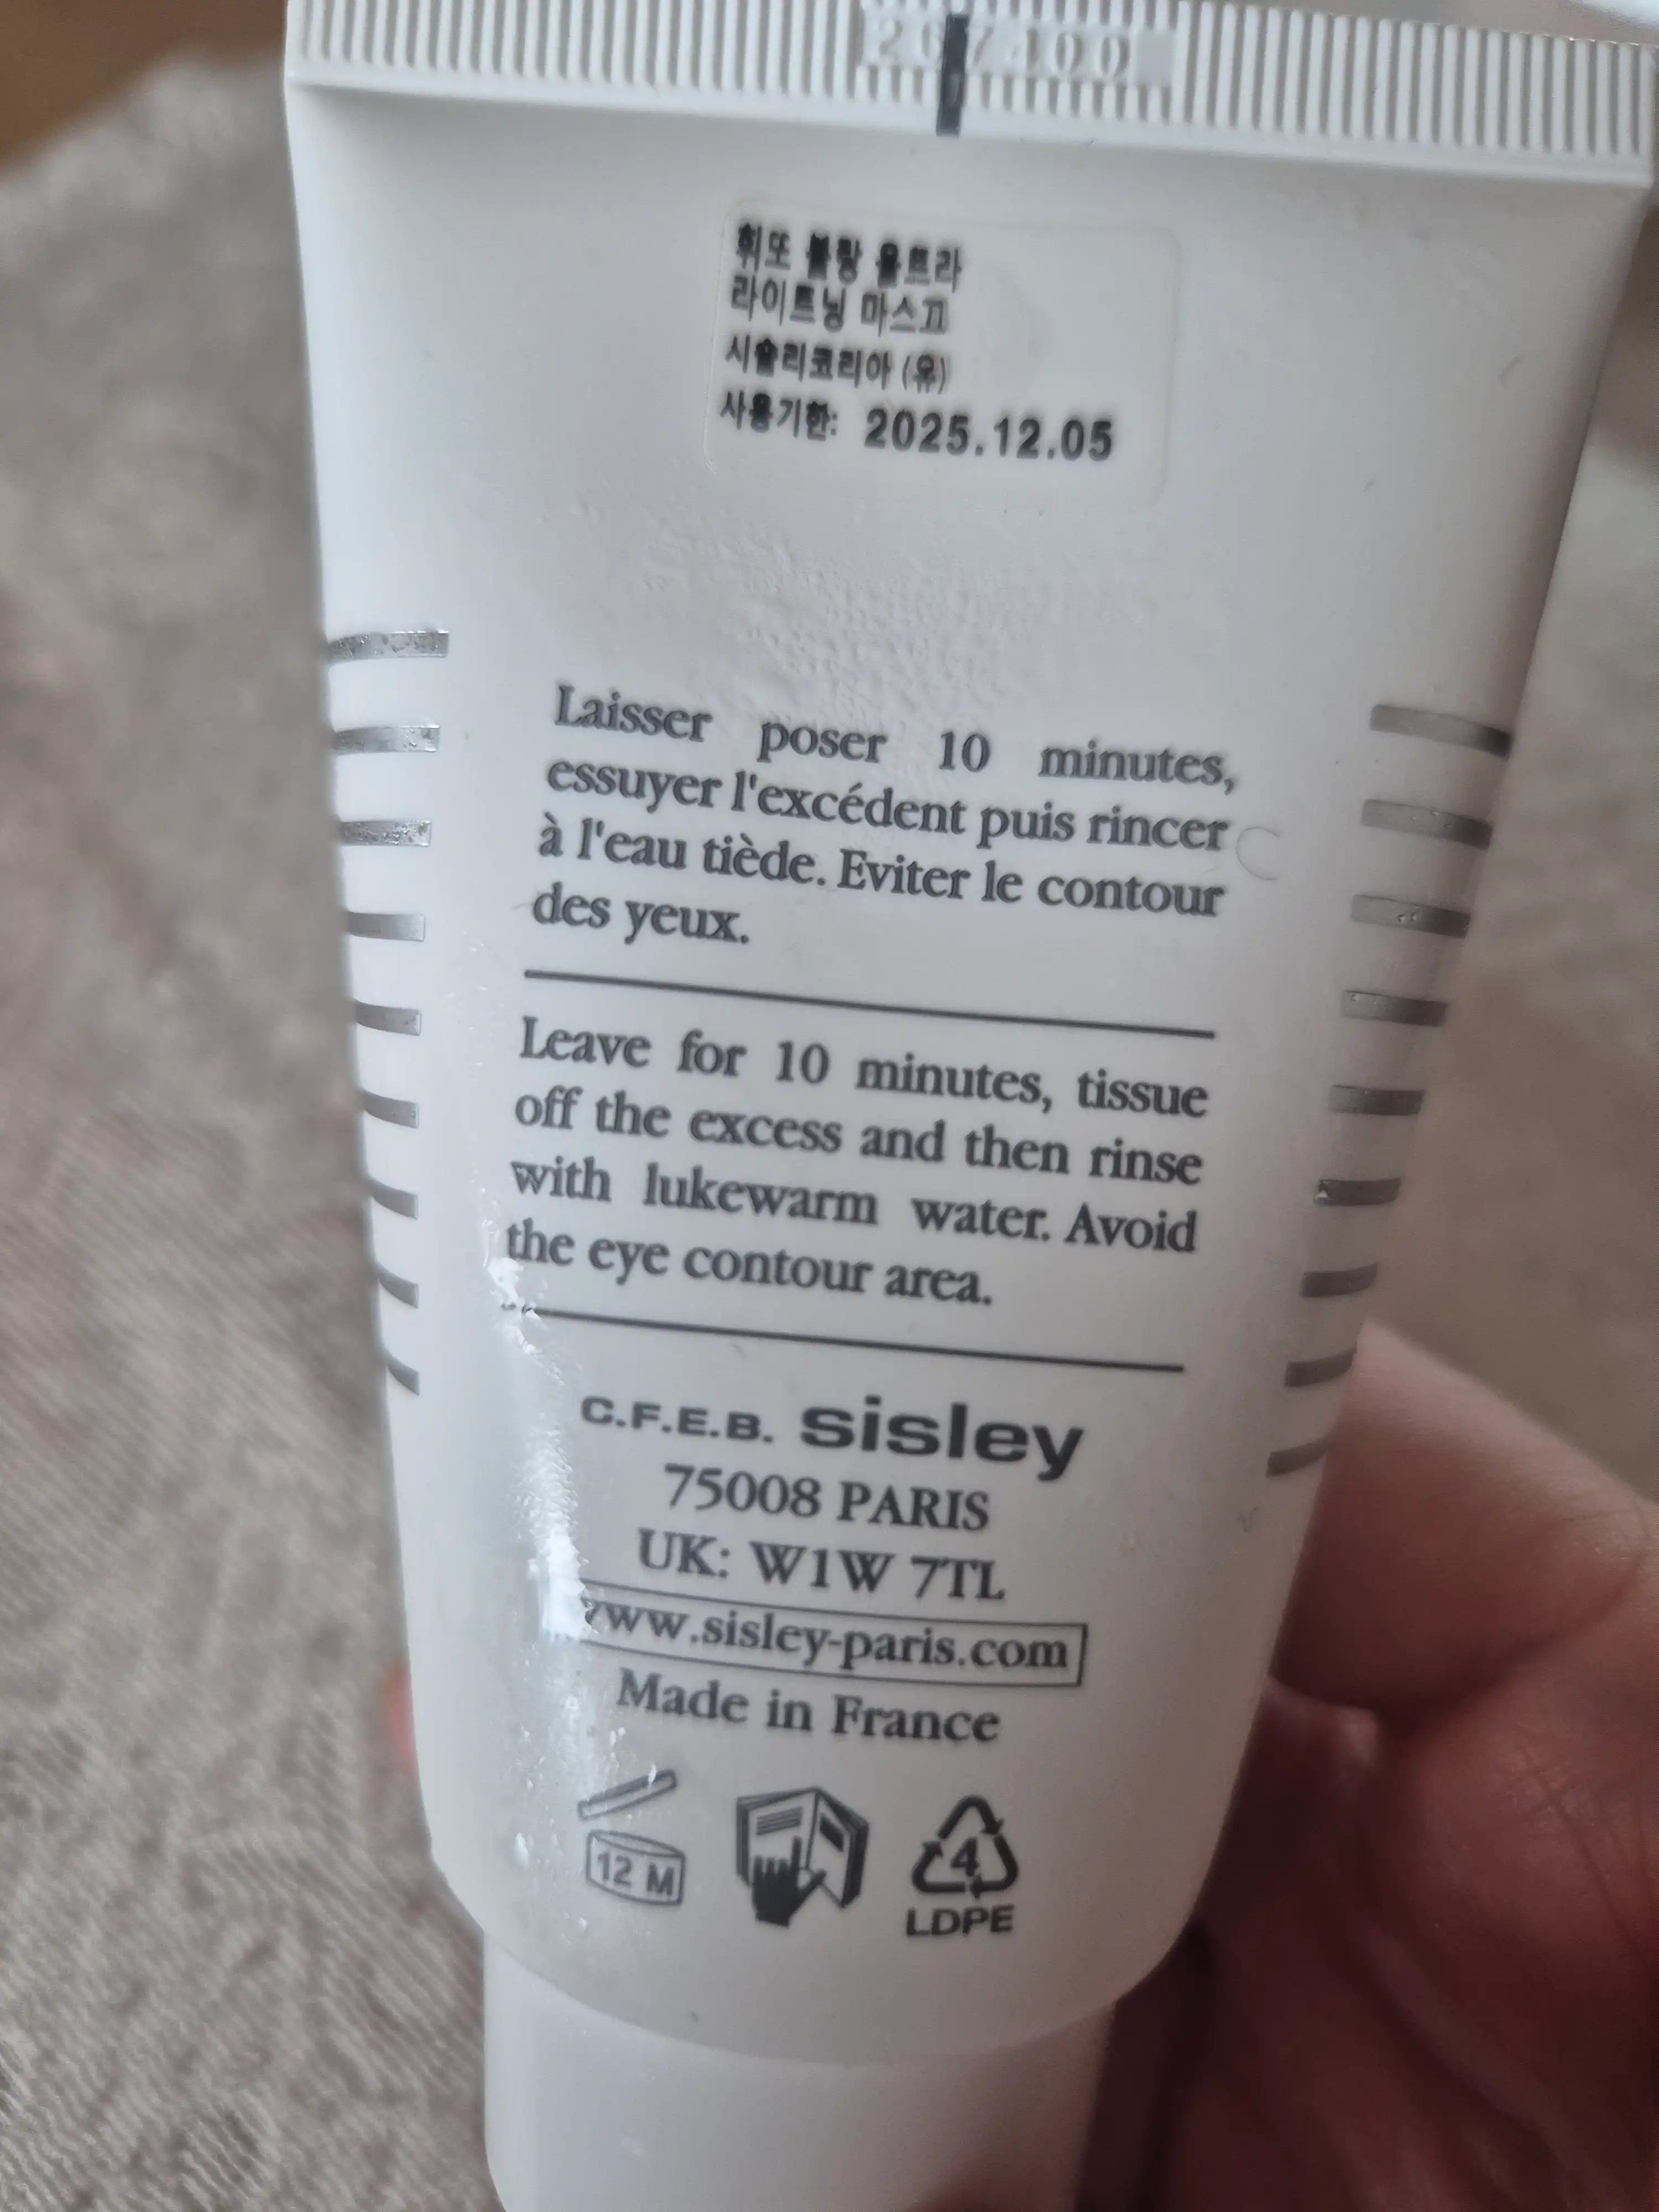 267400
휘또 블랑 울트라
라이트닝 마스끄
시슬리코리아 (유)
사용기한: 2025.12.05
Laisser poser 10 minutes,
essuyer l'excédent puis rincer
à l'eau tiède. Eviter le contour
des yeux.
Leave for 10 minutes, tissue
off the excess and then rinse
with lukewarm water. Avoid
the eye contour area.
C.F.E.B. sisley
75008 PARIS
UK: W1W 7TL
www.sisley-paris.com
Made in France
12 M
4
LDPE